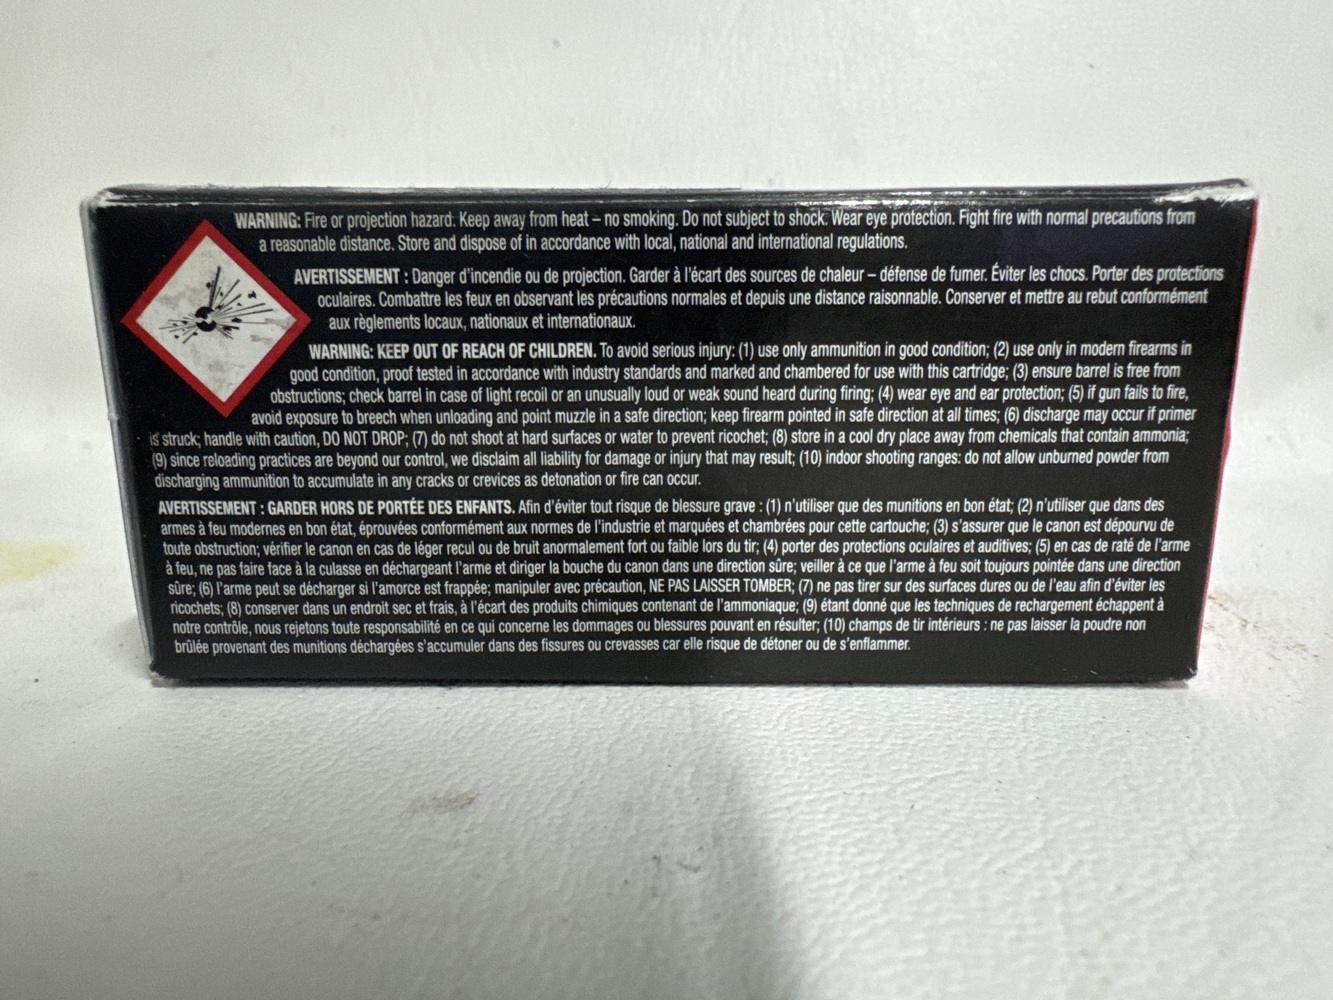 WARNING: Fire or projection hazard. Keep away from heat – no smoking. Do not subject to shock. Wear eye protection. Fight fire with normal precautions from
a reasonable distance. Store and dispose of in accordance with local, national and international regulations.
AVERTISSEMENT : Danger d'incendie ou de projection. Garder à l'écart des sources de chaleur – défense de fumer. Éviter les chocs. Porter des protections
oculaires. Combattre les feux en observant les précautions normales et depuis une distance raisonnable. Conserver et mettre au rebut conformément
aux règlements locaux, nationaux et internationaux.
WARNING: KEEP OUT OF REACH OF CHILDREN. To avoid serious injury: (1) use only ammunition in good condition; (2) use only in modern firearms in
good condition, proof tested in accordance with industry standards and marked and chambered for use with this cartridge; (3) ensure barrel is free from
obstructions; check barrel in case of light recoil or an unusually loud or weak sound heard during firing; (4) wear eye and ear protection; (5) if gun fails to fire,
avoid exposure to breech when unloading and point muzzle in a safe direction; keep firearm pointed in safe direction at all times; (6) discharge may occur if primer
is struck; handle with caution, DO NOT DROP; (7) do not shoot at hard surfaces or water to prevent ricochet; (8) store in a cool dry place away from chemicals that contain ammonia;
(9) since reloading practices are beyond our control, we disclaim all liability for damage or injury that may result; (10) indoor shooting ranges: do not allow unburned powder from
discharging ammunition to accumulate in any cracks or crevices as detonation or fire can occur.
AVERTISSEMENT : GARDER HORS DE PORTÉE DES ENFANTS. Afin d'éviter tout risque de blessure grave : (1) n'utiliser que des munitions en bon état; (2) n'utiliser que dans des
armes à feu modernes en bon état, éprouvées conformément aux normes de l'industrie et marquées et chambrées pour cette cartouche; (3) s'assurer que le canon est dépourvu de
toute obstruction; vérifier le canon en cas de léger recul ou de bruit anormalement fort ou faible lors du tir; (4) porter des protections oculaires et auditives; (5) en cas de raté de l'arme
à feu, ne pas faire face à la culasse en déchargeant l'arme et diriger la bouche du canon dans une direction sûre; veiller à ce que l'arme à feu soit toujours pointée dans une direction
sûre; (6) l'arme peut se décharger si l'amorce est frappée; manipuler avec précaution, NE PAS LAISSER TOMBER; (7) ne pas tirer sur des surfaces dures ou de l'eau afin d'éviter les
ricochets; (8) conserver dans un endroit sec et frais, à l'écart des produits chimiques contenant de l'ammoniaque; (9) étant donné que les techniques de rechargement échappent à
notre contrôle, nous rejetons toute responsabilité en ce qui concerne les dommages ou blessures pouvant en résulter; (10) champs de tir intérieurs : ne pas laisser la poudre non
brûlée provenant des munitions déchargées s'accumuler dans des fissures ou crevasses car elle risque de détoner ou de s'enflammer.